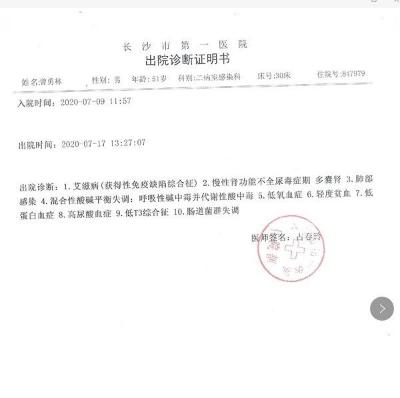 长沙市第一医院
出院诊断证明书
姓名:曾勇林 性别: 男 年龄:51岁 科别:二病室感染科 床号:30床 住院号:847979
入院时间: 2020-07-09 11:57
出院时间: 2020-07-17 13:27:07
出院诊断: 1.艾滋病(获得性免疫缺陷综合征) 2.慢性肾功能不全尿毒症期 多囊肾 3.肺部
感染 4.混合性酸碱平衡失调: 呼吸性碱中毒并代谢性酸中毒 5.低氧血症 6.轻度贫血 7.低
蛋白血症 8.高尿酸血症 9.低T3综合征 10.肠道菌群失调
医师签名: 占春玲